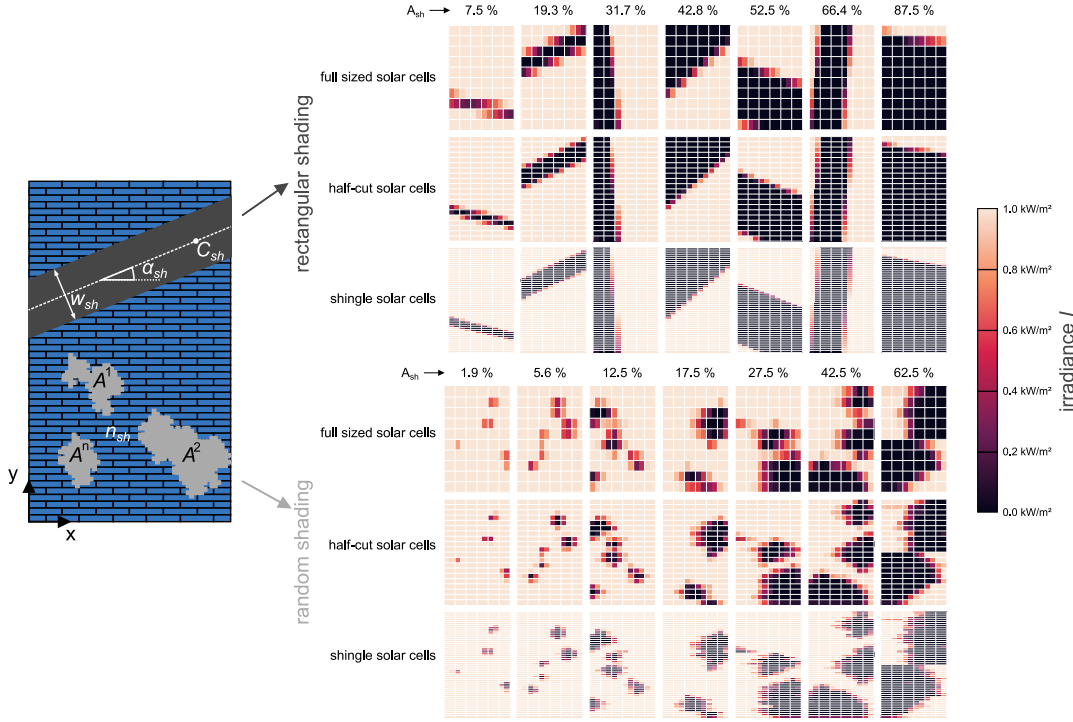 A_sh → 7.5 % 19.3 % 31.7 % 42.8 % 52.5 % 66.4 % 87.5 %
rectangular shading
full sized solar cells
half-cut solar cells
shingle solar cells
C_sh
α_sh
w_sh
A^1
n_sh
A^n
A^2
y
x
random shading
A_sh → 1.9 % 5.6 % 12.5 % 17.5 % 27.5 % 42.5 % 62.5 %
full sized solar cells
half-cut solar cells
shingle solar cells
1.0 kW/m²
0.8 kW/m²
0.6 kW/m²
0.4 kW/m²
0.2 kW/m²
0.0 kW/m²
irradiance I